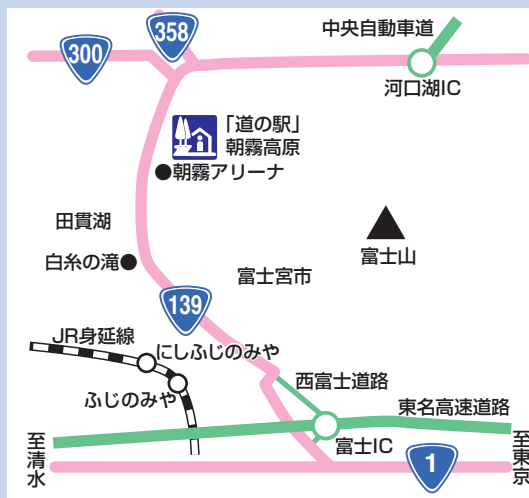 358
中央自動車道
300
河口湖IC
「道の駅」
朝霧高原
朝霧アリーナ
田貫湖
富士山
白糸の滝
富士宮市
139
JR身延線
にしふじのみや
西富士道路
ふじのみや
東名高速道路
至清水
富士IC
至東京
1